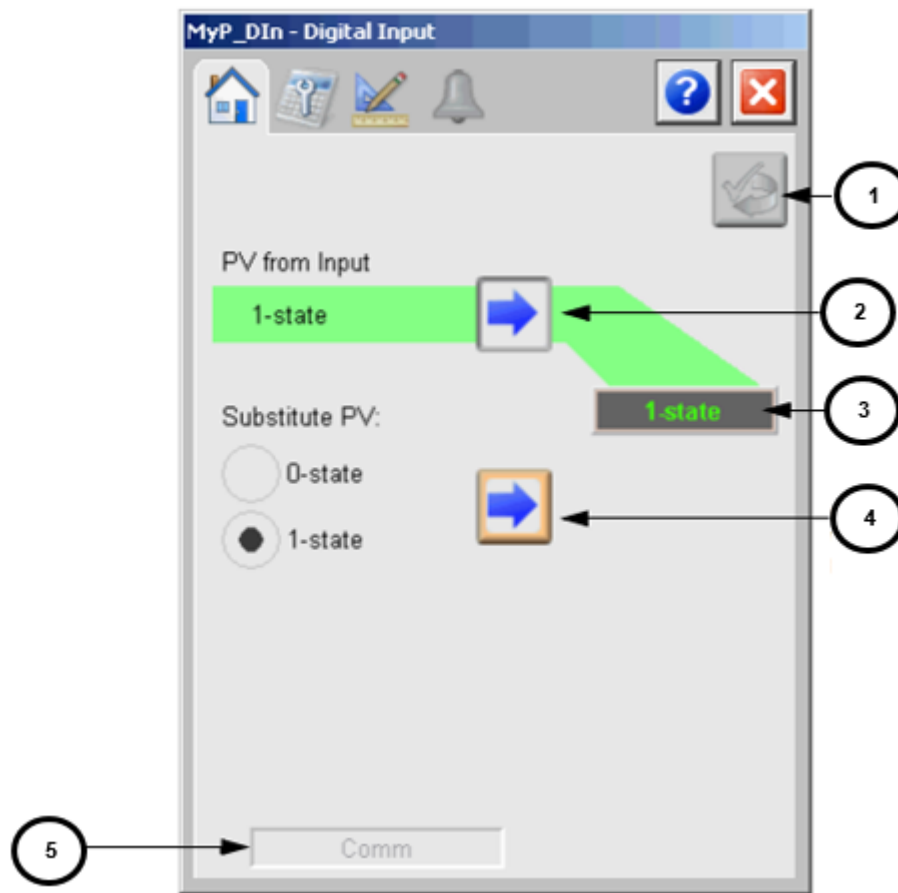 MyP_DIn - Digital Input
?
1
PV from Input
1-state
2
1-state
3
Substitute PV:
0-state
4
1-state
5
Comm